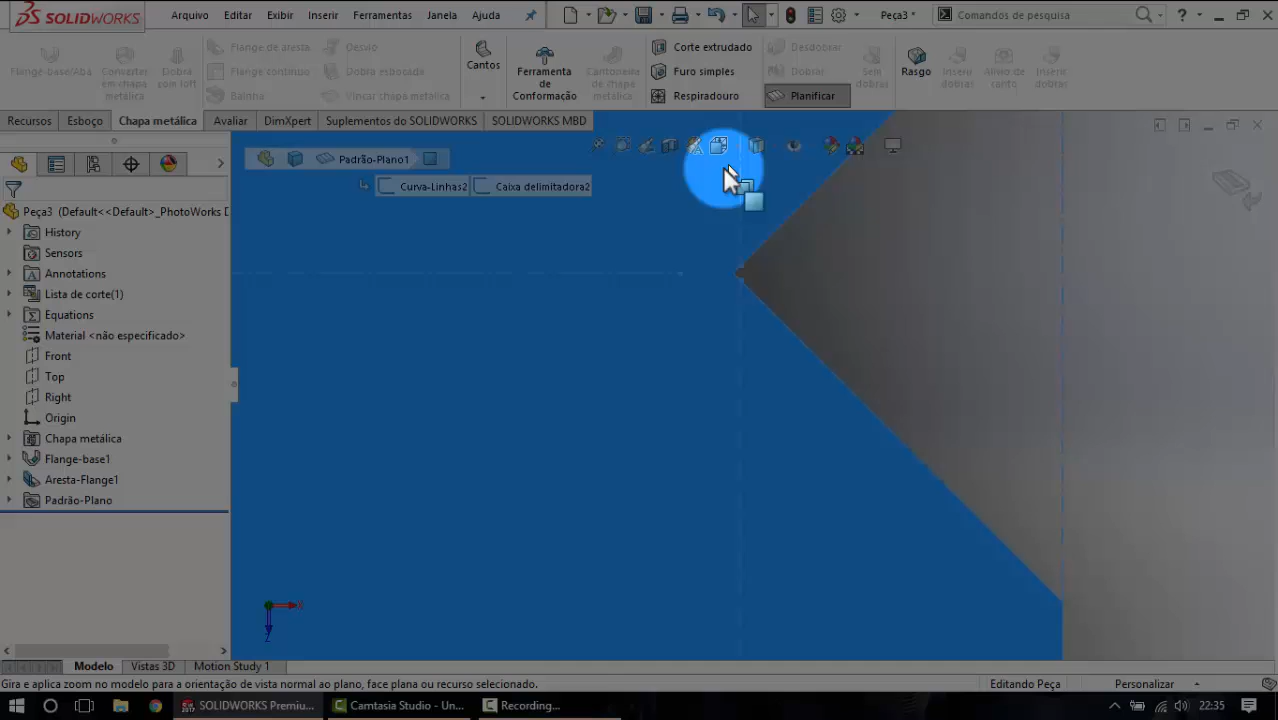 SOLIDWORKS
Arquivo Editar Exibir Inserir Ferramentas Janela Ajuda
Peça3 *
Comandos de pesquisa
?
Flange-base/Aba
Converter em chapa metálica
Dobra com loft
Flange de aresta
Flange contínuo
Bainha
Desvio
Dobra esboçada
Vincar chapa metálica
Cantos
Ferramenta de Conformação
Cantoneira de chapa metálica
Corte extrudado
Furo simples
Respiradouro
Desdobrar
Dobrar
Planificar
Sem dobras
Rasgo
Inserir dobras
Alívio de canto
Recursos Esboço Chapa metálica Avaliar DimXpert Suplementos do SOLIDWORKS SOLIDWORKS MBD
Padrão-Plano1
Curva-Linhas2 Caixa delimitadora2
Peça3 (Default<<Default>_PhotoWorks D
History
Sensors
Annotations
Lista de corte(1)
Equations
Material <não especificado>
Front
Top
Right
Origin
Chapa metálica
Flange-base1
Aresta-Flange1
Padrão-Plano
X
Z
Modelo Vistas 3D Motion Study 1
Gira e aplica zoom no modelo para a orientação de vista normal ao plano, face plana ou recurso selecionado.
Editando Peça
Personalizar
SOLIDWORKS Premiu...
Camtasia Studio - Un...
Recording...
22:35